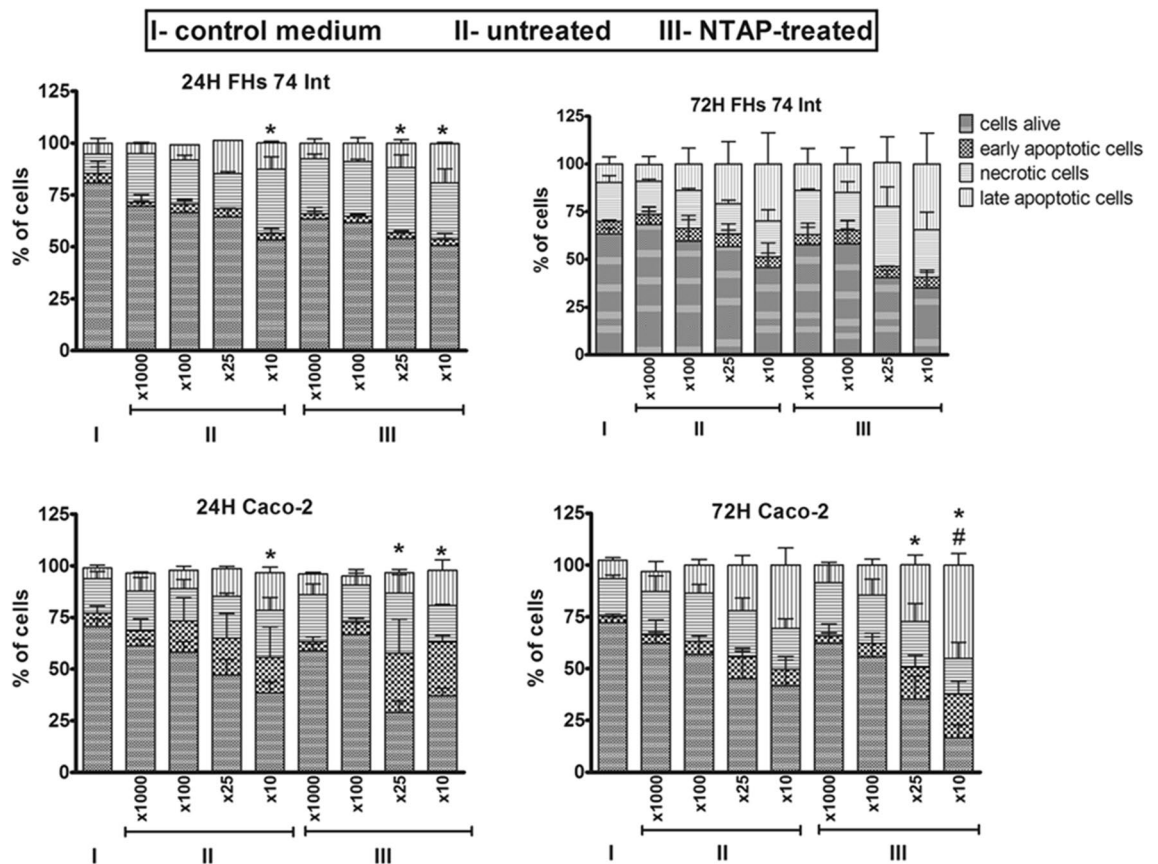 I- control medium II- untreated III- NTAP-treated
24H FHs 74 Int
% of cells
125
100
75
50
25
0
* * *
x1000 x100 x25 x10 x1000 x100 x25 x10
I II III
72H FHs 74 Int
% of cells
125
100
75
50
25
0
x1000 x100 x25 x10 x1000 x100 x25 x10
I II III
cells alive
early apoptotic cells
necrotic cells
late apoptotic cells
24H Caco-2
% of cells
125
100
75
50
25
0
* * *
x1000 x100 x25 x10 x1000 x100 x25 x10
I II III
72H Caco-2
% of cells
125
100
75
50
25
0
*
* #
x1000 x100 x25 x10 x1000 x100 x25 x10
I II III